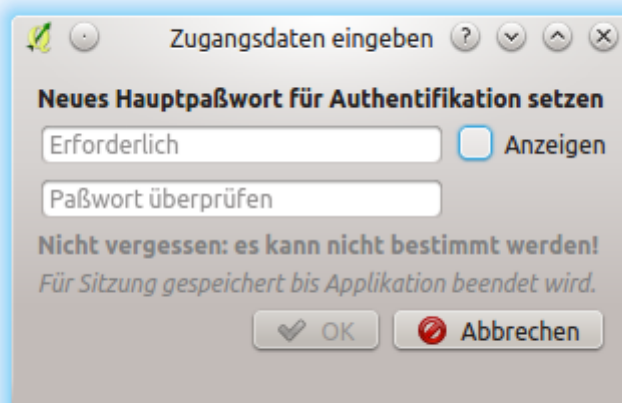 Zugangsdaten eingeben
Neues Hauptpaßwort für Authentifikation setzen
Erforderlich
Anzeigen
Paßwort überprüfen
Nicht vergessen: es kann nicht bestimmt werden!
Für Sitzung gespeichert bis Applikation beendet wird.
OK
Abbrechen